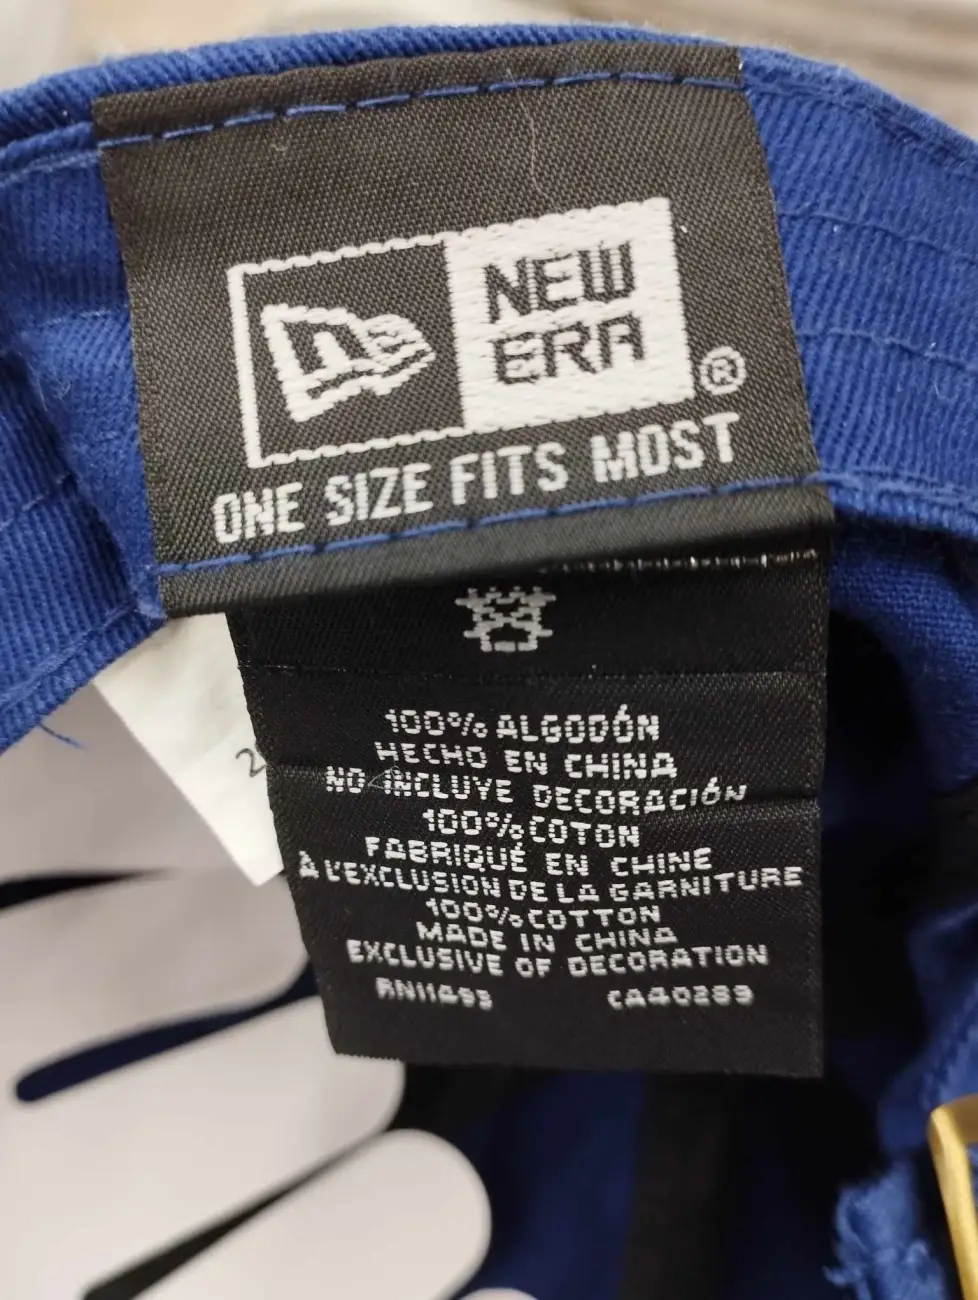 NEW
ERA
®
ONE SIZE FITS MOST
100% ALGODÓN
HECHO EN CHINA
NO INCLUYE DECORACIÓN
100% COTON
FABRIQUÉ EN CHINE
À L'EXCLUSION DE LA GARNITURE
100% COTTON
MADE IN CHINA
EXCLUSIVE OF DECORATION
RN11493 CA40289